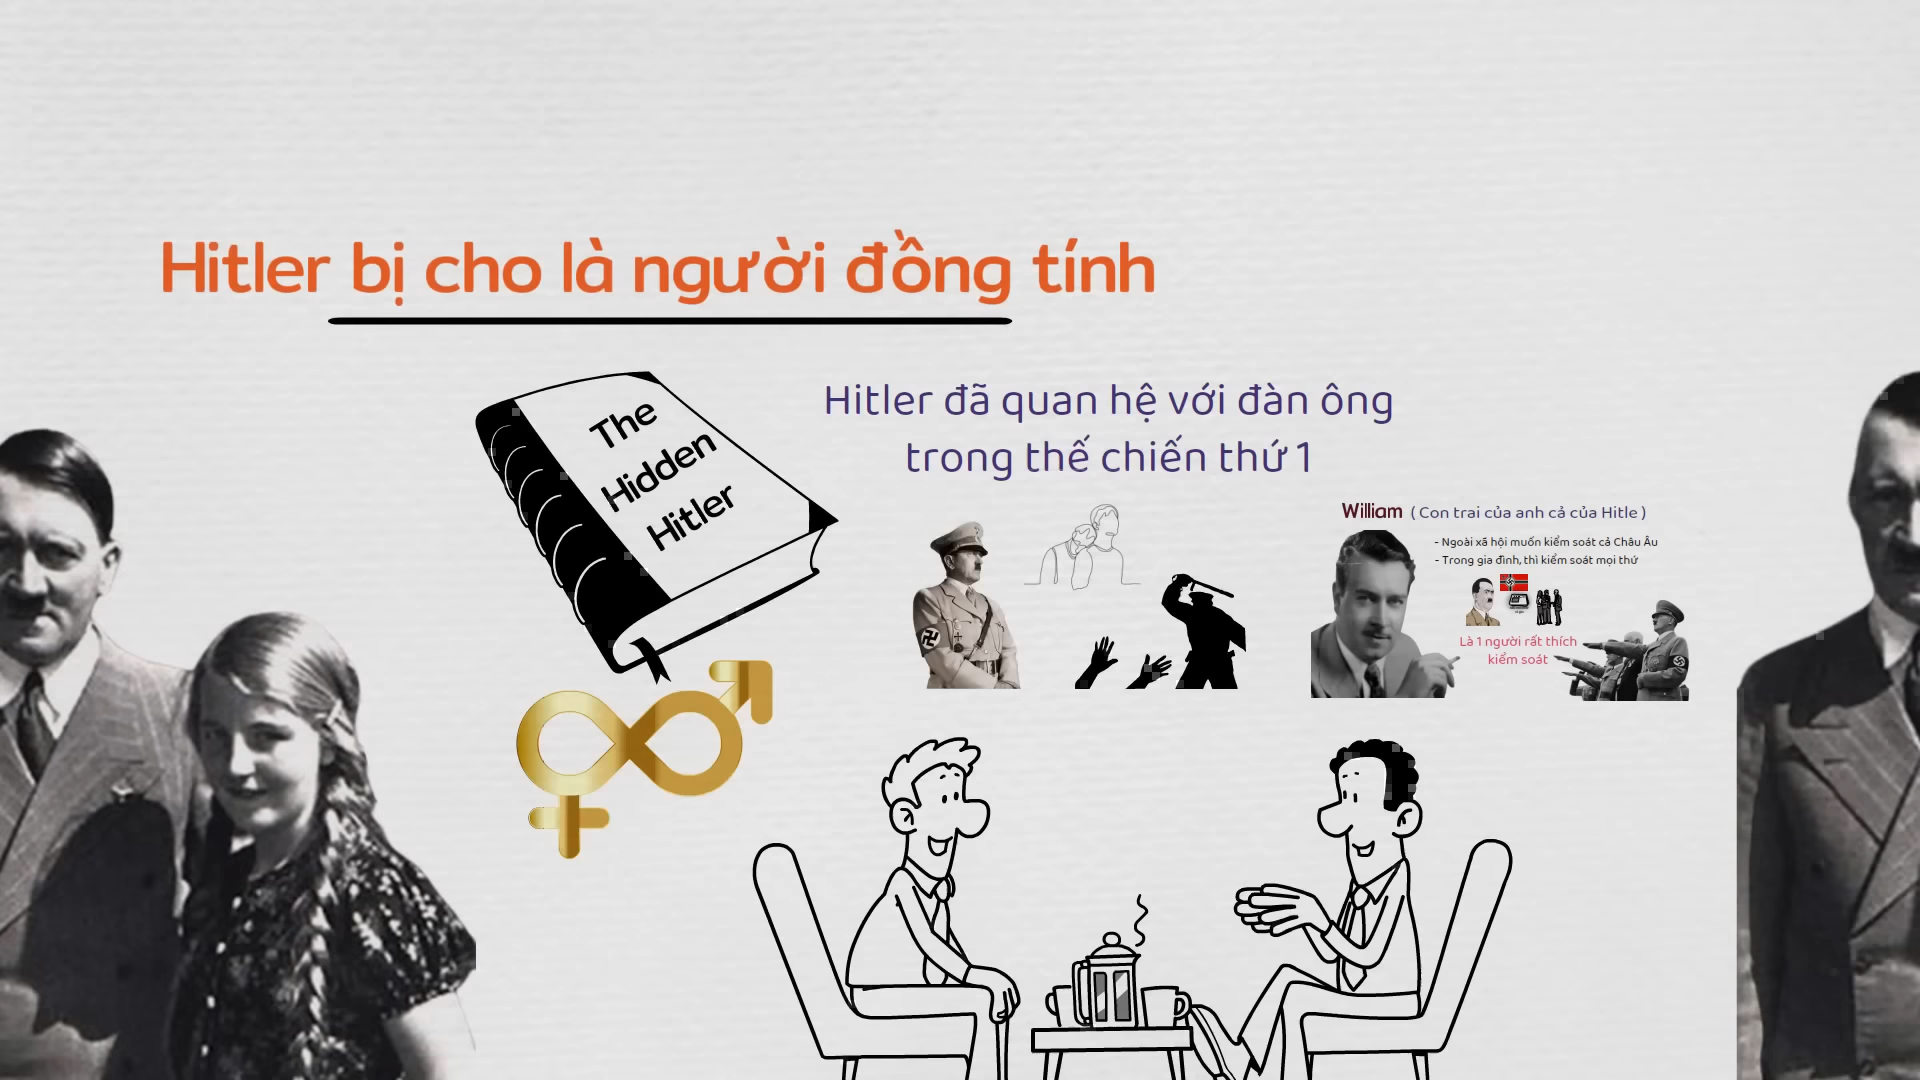 Hitler bị cho là người đồng tính
The
Hidden
Hitler
Hitler đã quan hệ với đàn ông
trong thế chiến thứ 1
William ( Con trai của anh cả của Hitle )
- Ngoài xã hội muốn kiểm soát cả Châu Âu
- Trong gia đình, thì kiểm soát mọi thứ
Là 1 người rất thích
kiểm soát